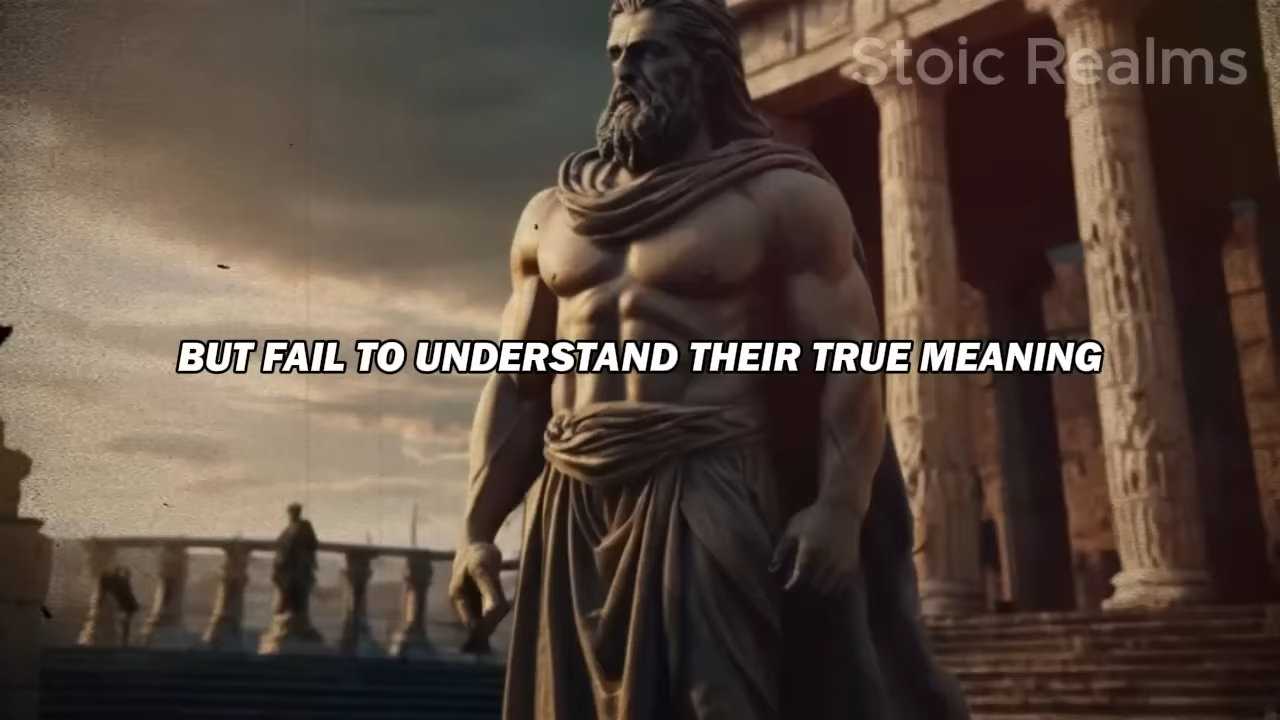 Stoic Realms
BUT FAIL TO UNDERSTAND THEIR TRUE MEANING